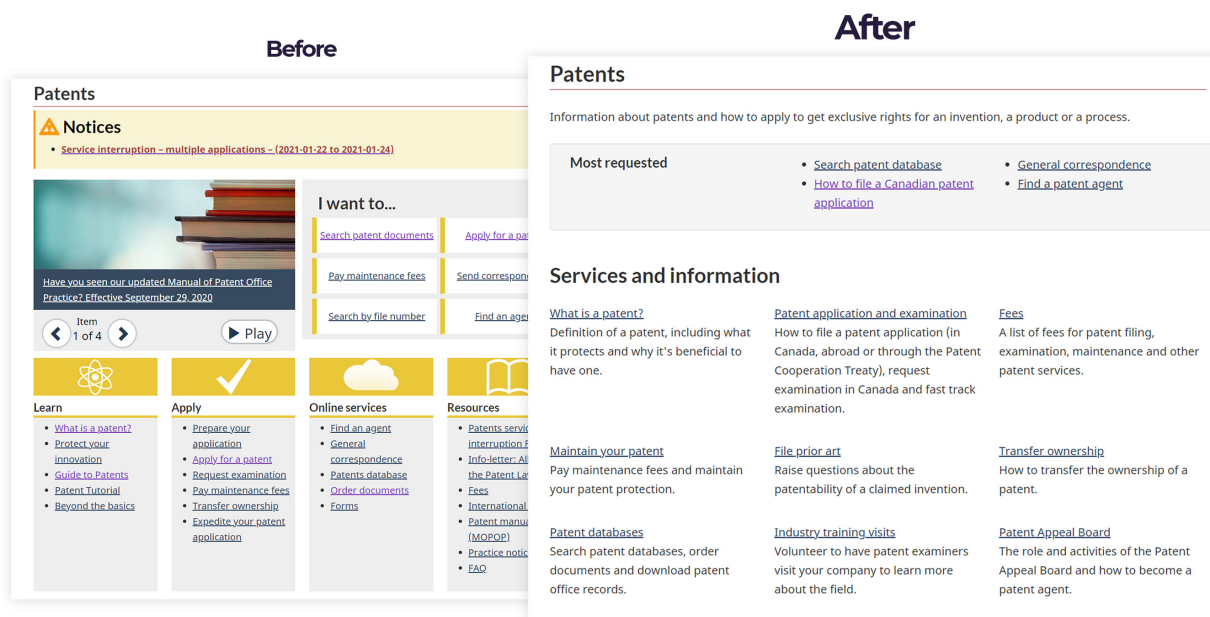 Before
Patents
Notices
Service interruption – multiple applications – (2021-01-22 to 2021-01-24)
Have you seen our updated Manual of Patent Office
Practice? Effective September 29, 2020
Item
1 of 4
Play
I want to...
Search patent documents
Apply for a pat
Pay maintenance fees
Send correspon
Search by file number
Find an agen
Learn
What is a patent?
Protect your
innovation
Guide to Patents
Patent Tutorial
Beyond the basics
Apply
Prepare your
application
Apply for a patent
Request examination
Pay maintenance fees
Transfer ownership
Expedite your patent
application
Online services
Find an agent
General
correspondence
Patents database
Order documents
Forms
Resources
Patents servic
interruption F
Info-letter: All
the Patent La
Fees
International
Patent manua
(MOPOP)
Practice notic
FAQ
After
Patents
Information about patents and how to apply to get exclusive rights for an invention, a product or a process.
Most requested
Search patent database
How to file a Canadian patent
application
General correspondence
Find a patent agent
Services and information
What is a patent?
Definition of a patent, including what
it protects and why it's beneficial to
have one.
Patent application and examination
How to file a patent application (in
Canada, abroad or through the Patent
Cooperation Treaty), request
examination in Canada and fast track
examination.
Fees
A list of fees for patent filing,
examination, maintenance and other
patent services.
Maintain your patent
Pay maintenance fees and maintain
your patent protection.
File prior art
Raise questions about the
patentability of a claimed invention.
Transfer ownership
How to transfer the ownership of a
patent.
Patent databases
Search patent databases, order
documents and download patent
office records.
Industry training visits
Volunteer to have patent examiners
visit your company to learn more
about the field.
Patent Appeal Board
The role and activities of the Patent
Appeal Board and how to become a
patent agent.